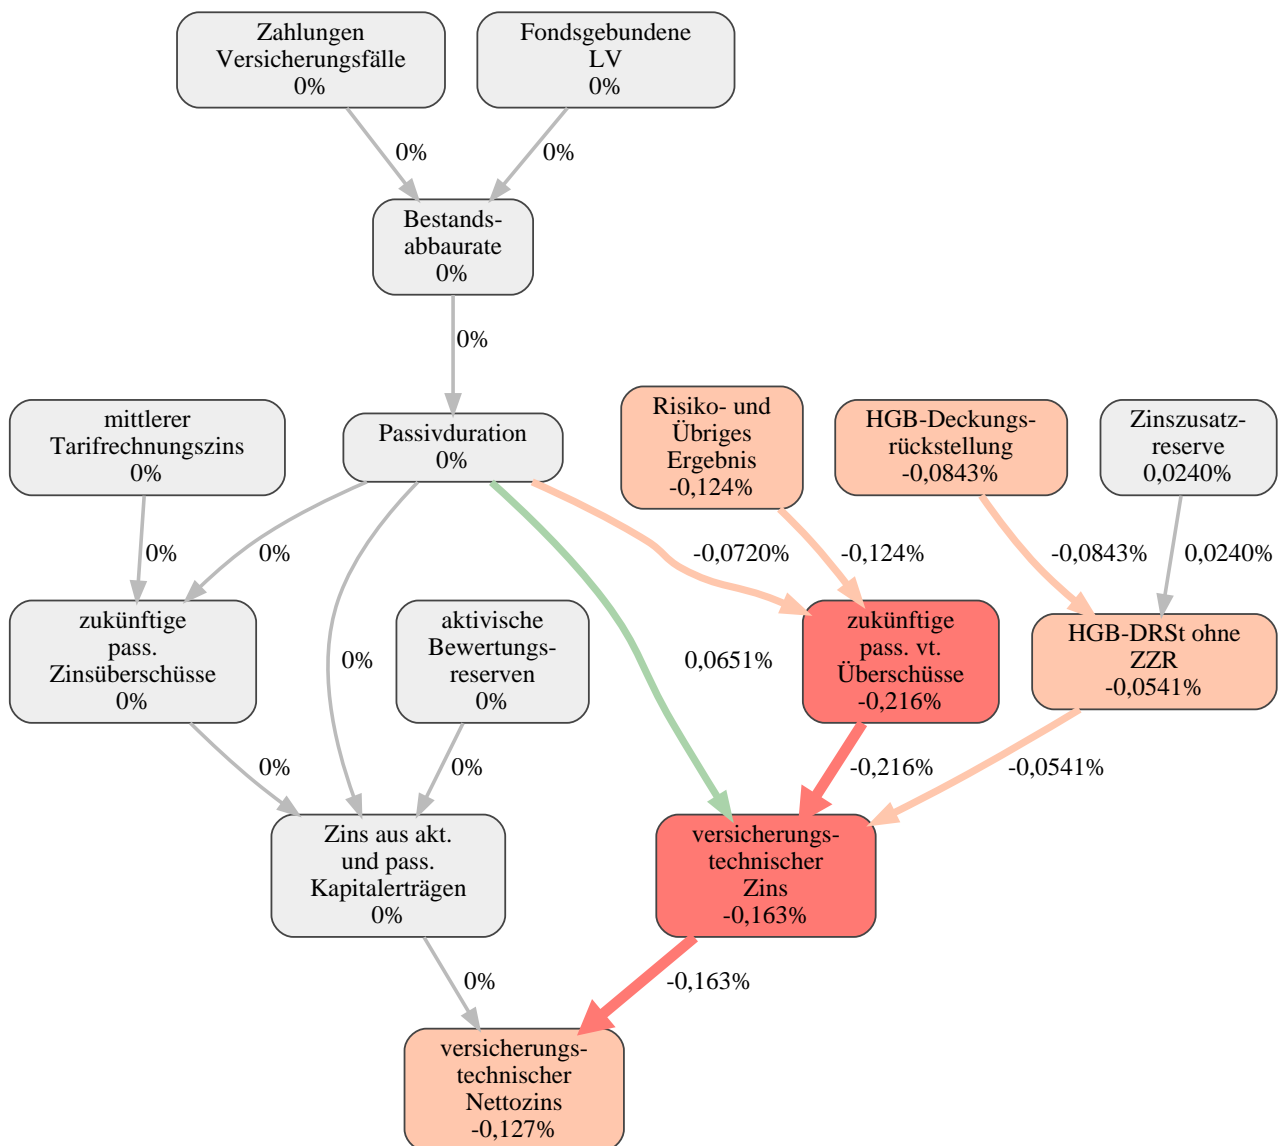 Zahlungen
Versicherungsfälle
0%
Fondsgebundene
LV
0%
0%
0%
Bestands-
abbaurate
0%
0%
mittlerer
Tarifrechnungszins
0%
Passivduration
0%
Risiko- und
Übriges
Ergebnis
-0,124%
HGB-Deckungs-
rückstellung
-0,0843%
Zinszusatz-
reserve
0,0240%
0%
0%
-0,0720%
-0,124%
-0,0843%
0,0240%
zukünftige
pass.
Zinsüberschüsse
0%
0%
aktivische
Bewertungs-
reserven
0%
0,0651%
zukünftige
pass. vt.
Überschüsse
-0,216%
HGB-DRSt ohne
ZZR
-0,0541%
0%
0%
-0,216%
-0,0541%
Zins aus akt.
und pass.
Kapitalerträgen
0%
versicherungs-
technischer
Zins
-0,163%
0%
-0,163%
versicherungs-
technischer
Nettozins
-0,127%